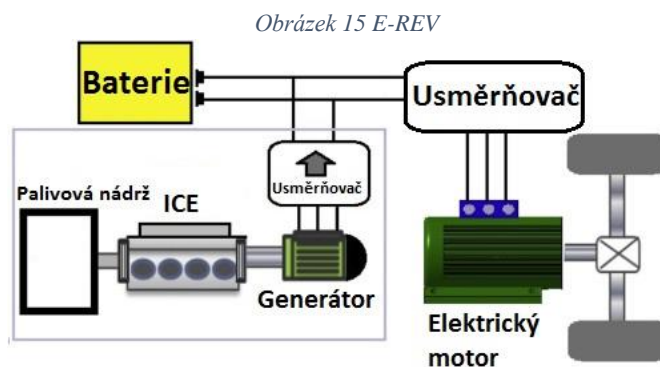 Obrázek 15 E-REV
Baterie
Usměrňovač
Usměrňovač
Palivová nádrž
ICE
Generátor
Elektrický
motor